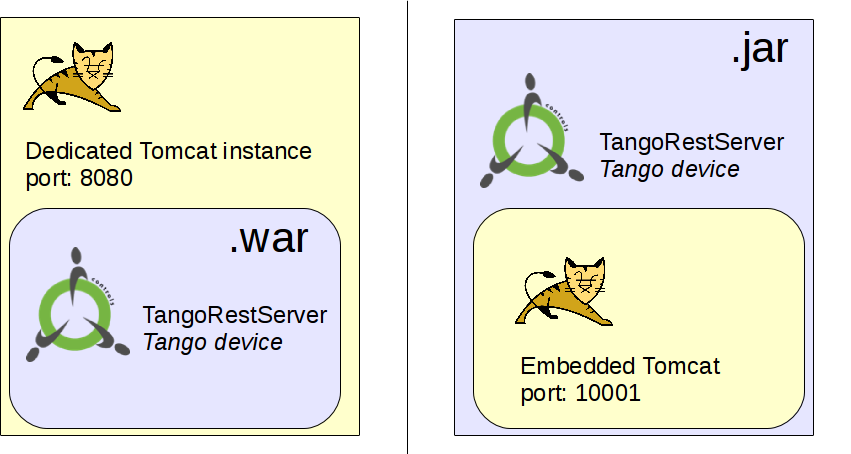 Dedicated Tomcat instance
port: 8080
.war
controls
TangoRestServer
Tango device
.jar
controls
TangoRestServer
Tango device
Embedded Tomcat
port: 10001